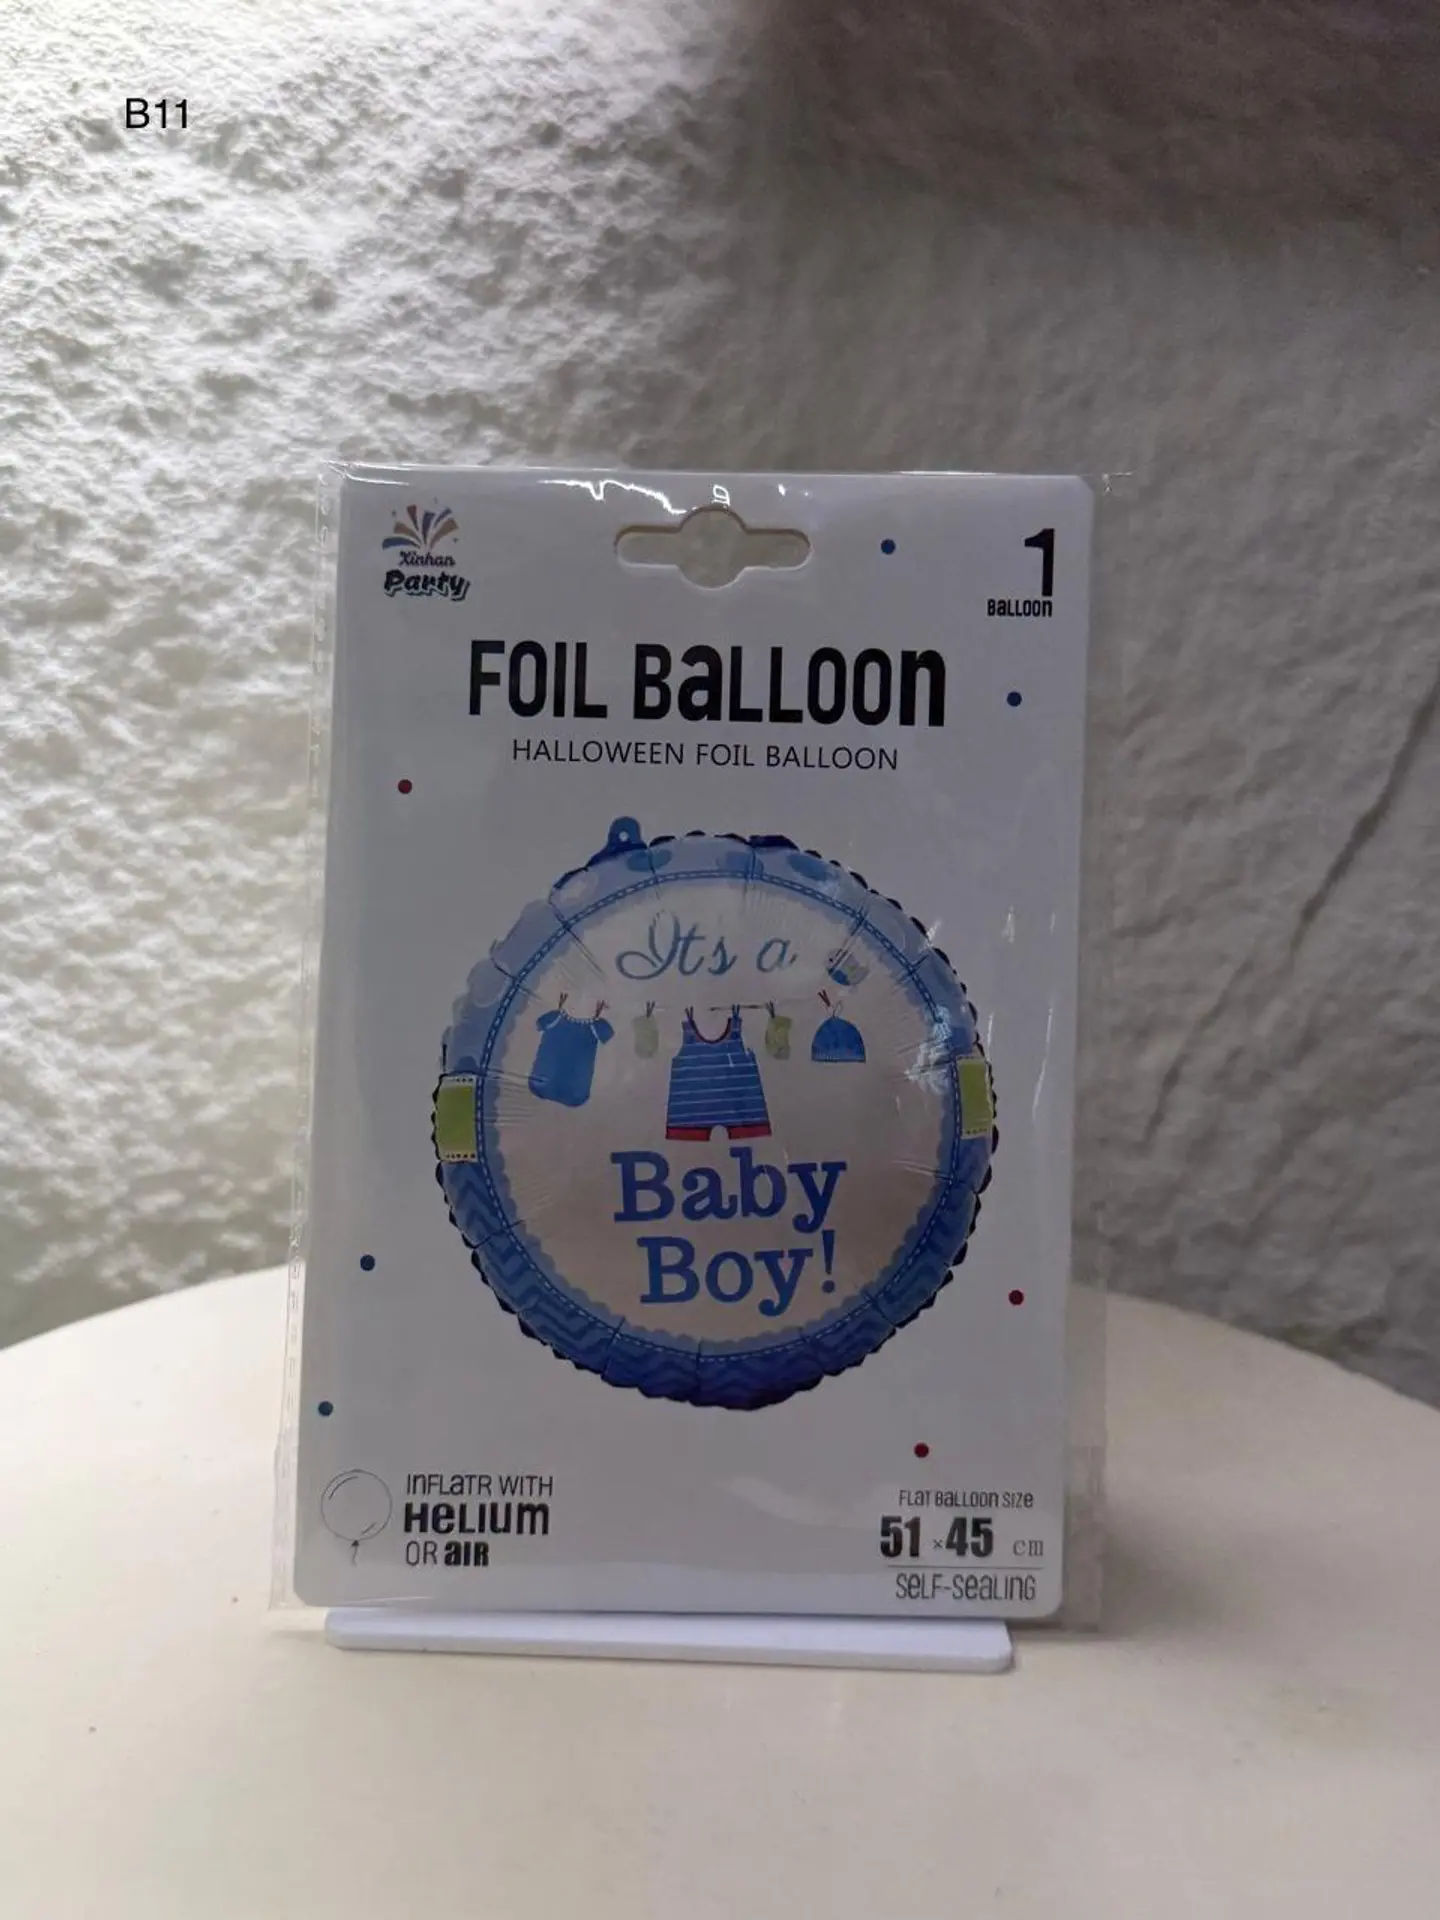 B11
Xinhan
Party
1
BALLOON
FOIL BALLOON
HALLOWEEN FOIL BALLOON
It's a
Baby
Boy!
INFLATR WITH
HELIUM
OR AIR
FLAT BALLOON SIZE
51 × 45 cm
SELF-SEALING